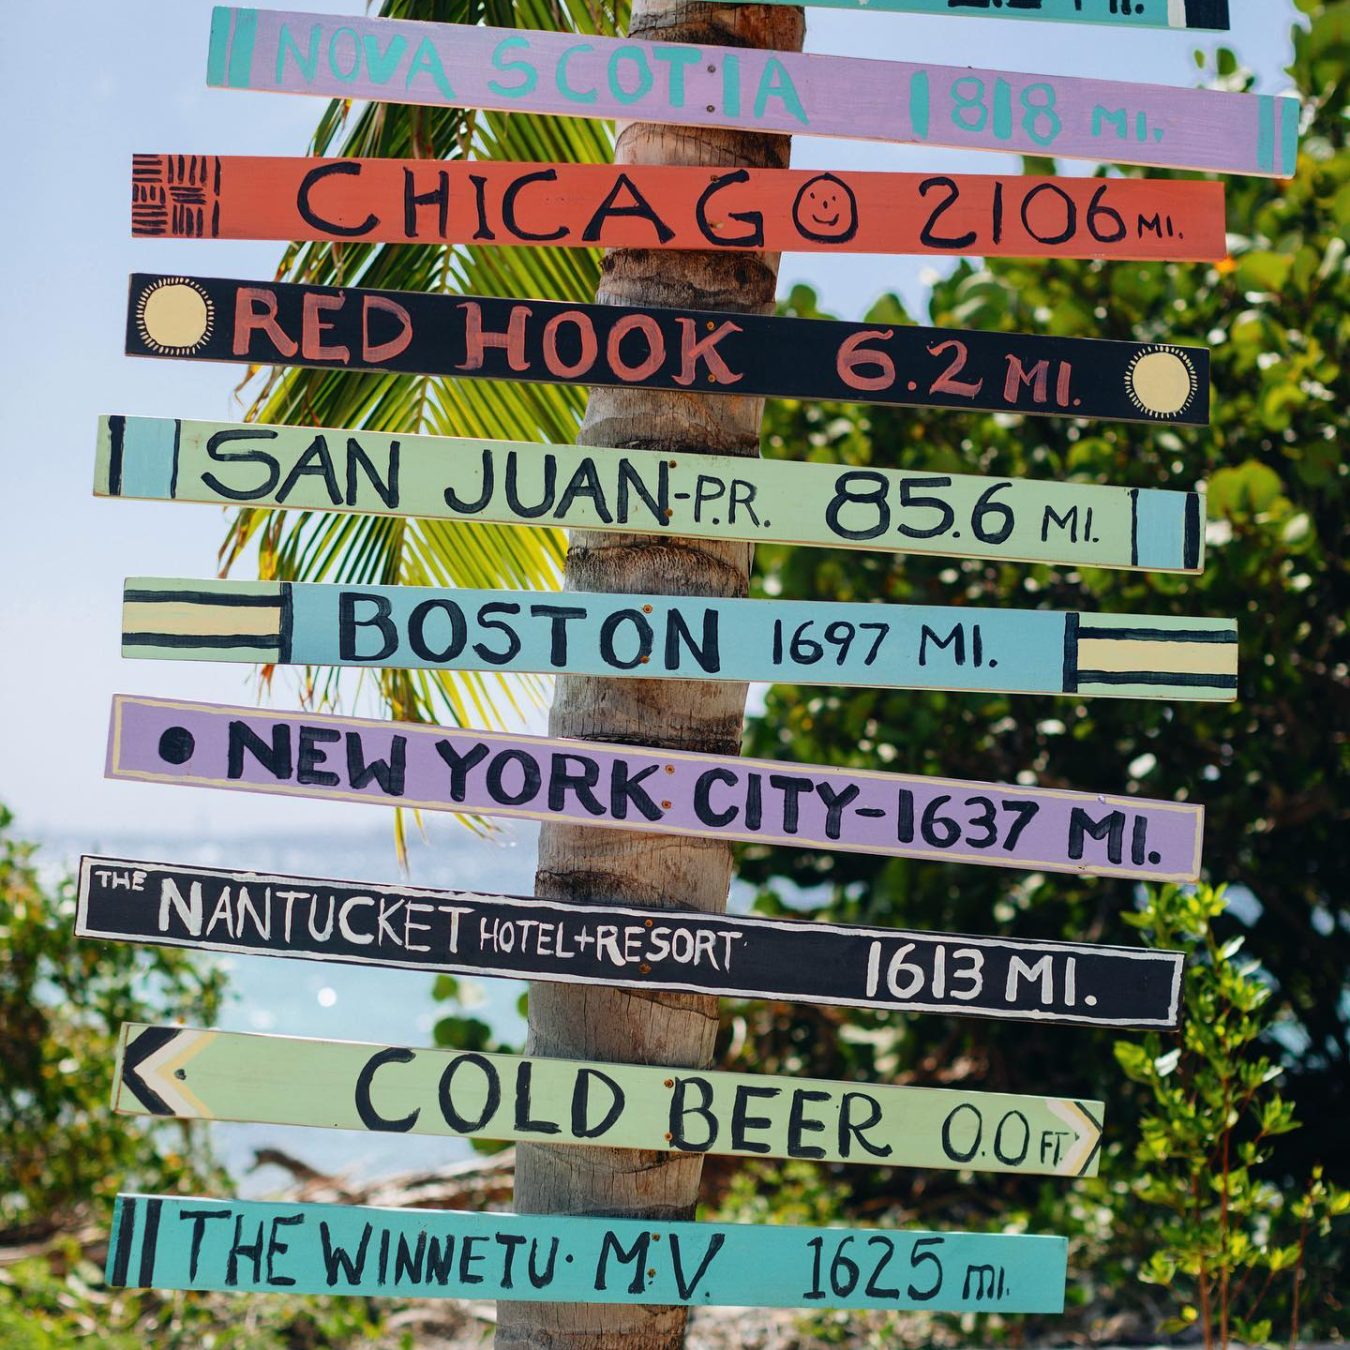 NOVA SCOTIA 1818 MI.
CHICAGO 2106 MI.
RED HOOK 6.2 MI.
SAN JUAN-P.R. 85.6 MI.
BOSTON 1697 MI.
NEW YORK CITY-1637 MI.
THE NANTUCKET HOTEL+RESORT 1613 MI.
COLD BEER 0.0 FT.
THE WINNETU · M.V. 1625 mi.